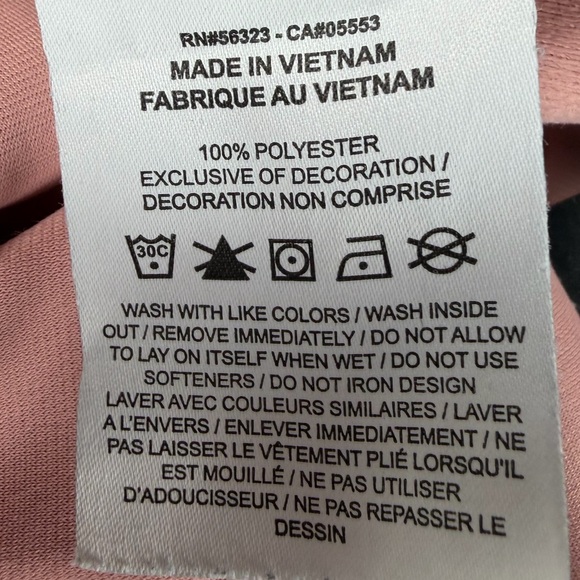 RN#56323 - CA#05553
MADE IN VIETNAM
FABRIQUE AU VIETNAM
100% POLYESTER
EXCLUSIVE OF DECORATION /
DECORATION NON COMPRISE
30C
WASH WITH LIKE COLORS / WASH INSIDE
OUT / REMOVE IMMEDIATELY / DO NOT ALLOW
TO LAY ON ITSELF WHEN WET / DO NOT USE
SOFTENERS / DO NOT IRON DESIGN
LAVER AVEC COULEURS SIMILAIRES / LAVER
A L'ENVERS / ENLEVER IMMEDIATEMENT / NE
PAS LAISSER LE VÊTEMENT PLIÉ LORSQU'IL
EST MOUILLÉ / NE PAS UTILISER
D'ADOUCISSEUR / NE PAS REPASSER LE
DESSIN